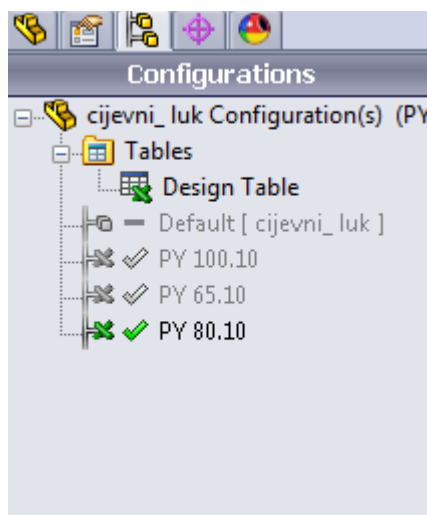 Configurations
cijevni_ luk Configuration(s) (PY
Tables
Design Table
Default [ cijevni_ luk ]
PY 100.10
PY 65.10
PY 80.10